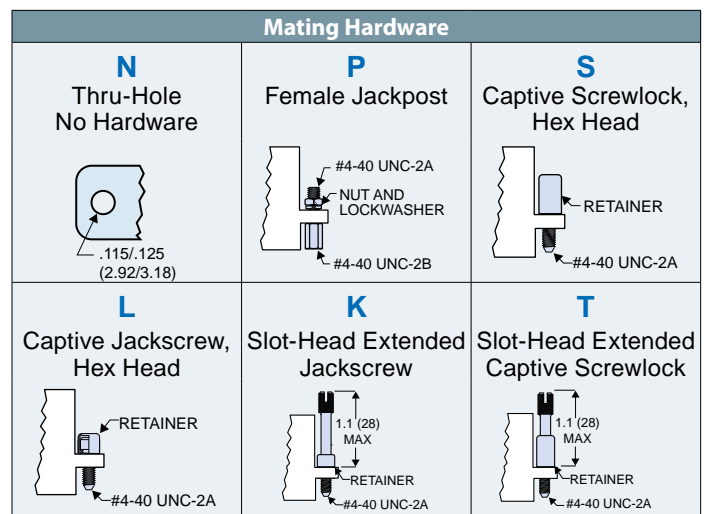 Mating Hardware
N
Thru-Hole
No Hardware
.115/.125
(2.92/3.18)
P
Female Jackpost
#4-40 UNC-2A
NUT AND
LOCKWASHER
#4-40 UNC-2B
S
Captive Screwlock,
Hex Head
RETAINER
#4-40 UNC-2A
L
Captive Jackscrew,
Hex Head
RETAINER
#4-40 UNC-2A
K
Slot-Head Extended
Jackscrew
1.1 (28)
MAX
RETAINER
#4-40 UNC-2A
T
Slot-Head Extended
Captive Screwlock
1.1 (28)
MAX
RETAINER
#4-40 UNC-2A